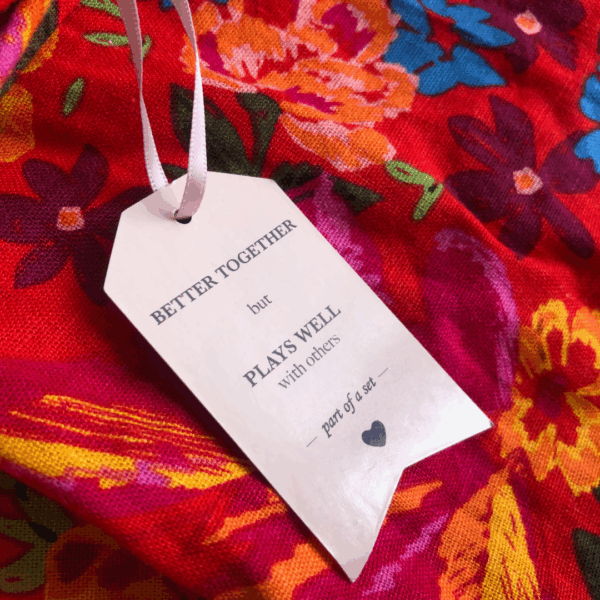 BETTER TOGETHER
but
PLAYS WELL
with others
— part of a set —